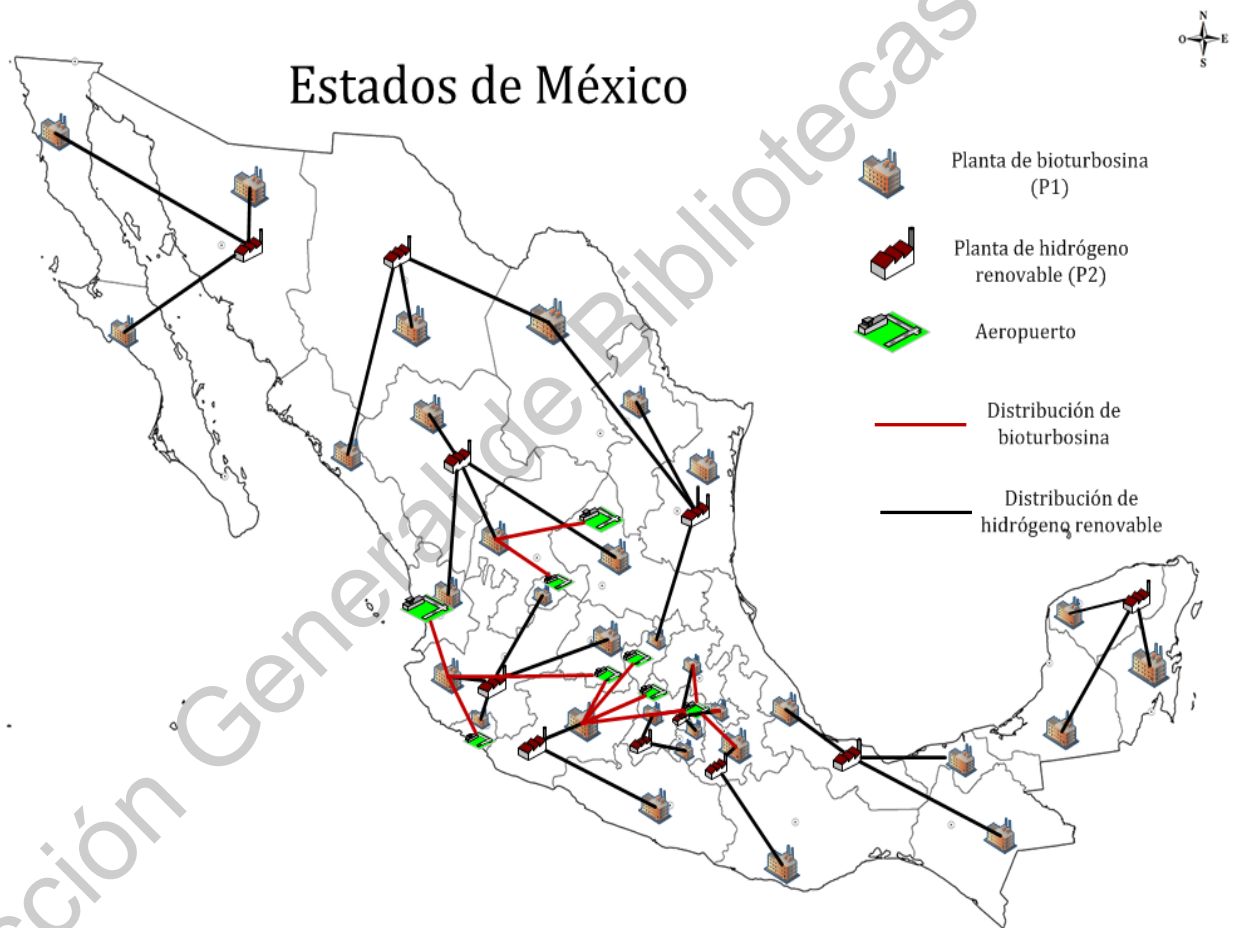 N
O E
S
Estados de México
Planta de bioturbosina
(P1)
Planta de hidrógeno
renovable (P2)
Aeropuerto
Distribución de
bioturbosina
Distribución de
hidrógeno renovable
cción General de Bibliotecas